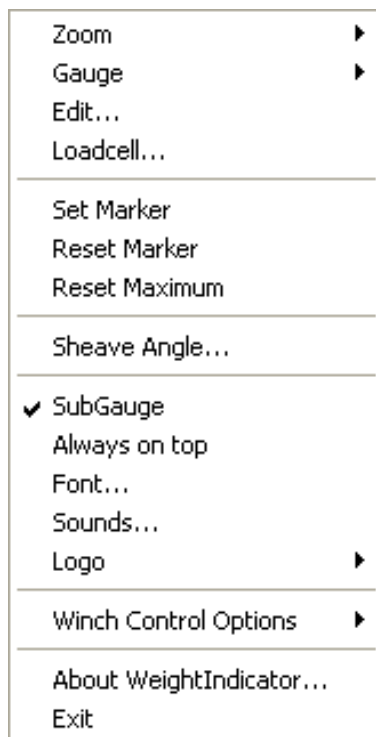 Zoom
Gauge
Edit...
Loadcell...
Set Marker
Reset Marker
Reset Maximum
Sheave Angle...
SubGauge
Always on top
Font...
Sounds...
Logo
Winch Control Options
About WeightIndicator...
Exit